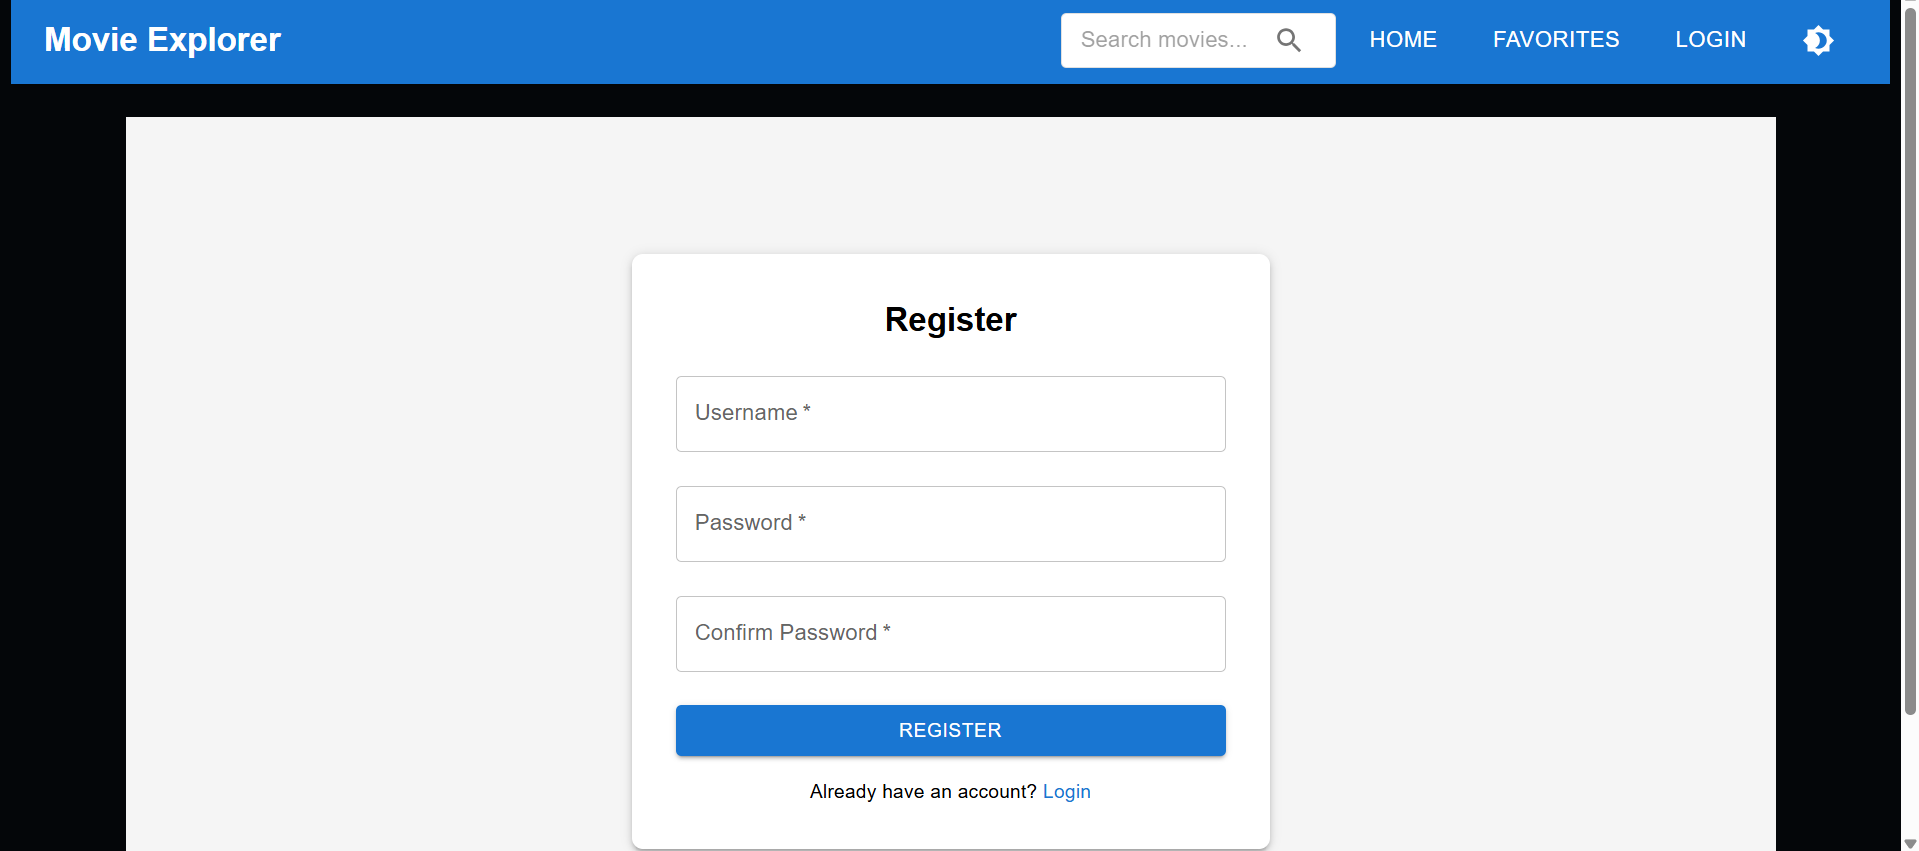 Movie Explorer
Search movies...
HOME
FAVORITES
LOGIN
Register
Username *
Password *
Confirm Password *
REGISTER
Already have an account? Login